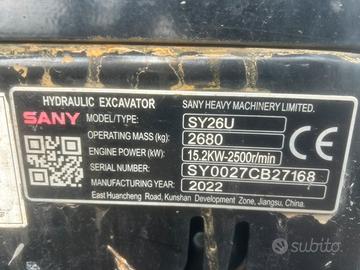 HYDRAULIC EXCAVATOR SANY HEAVY MACHINERY LIMITED.
SANY
MODEL/TYPE: SY26U
OPERATING MASS(kg): 2680
ENGINE POWER(kW): 15.2KW-2500r/min
SERIAL NUMBER: SY0027CB27168
MANUFACTURING YEAR: 2022
East Huancheng Road, Kunshan Development Zone, Jiangsu, China.
subito